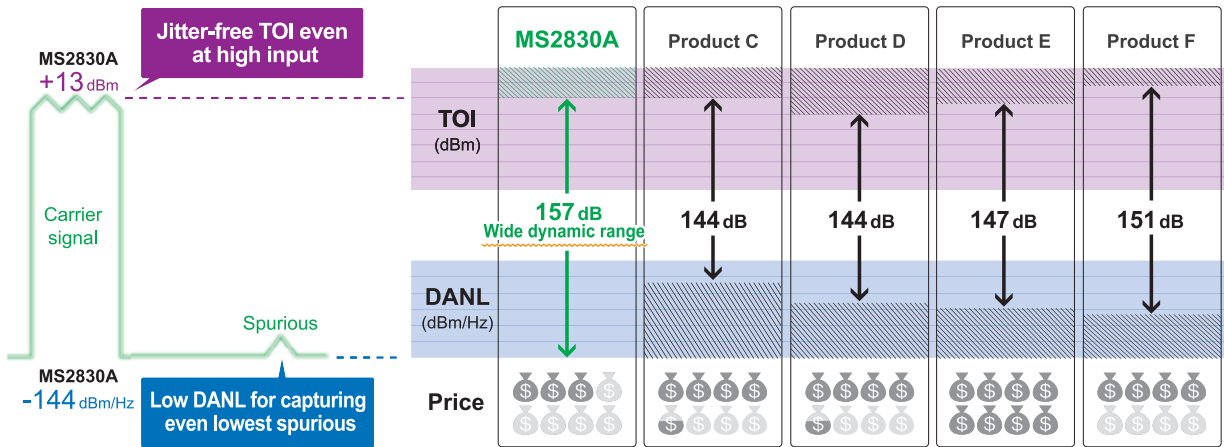 Jitter-free TOI even
at high input
MS2830A
+13 dBm
Carrier
signal
Spurious
MS2830A
-144 dBm/Hz
Low DANL for capturing
even lowest spurious
MS2830A
Product C
Product D
Product E
Product F
TOI
(dBm)
157 dB
Wide dynamic range
144 dB
144 dB
147 dB
151 dB
DANL
(dBm/Hz)
Price
$ $ $ $
$ $ $ $
$ $ $ $
$ $ $ $
$ $ $ $
$ $ $ $
$ $ $ $
$ $ $ $
$ $ $ $
$ $ $ $